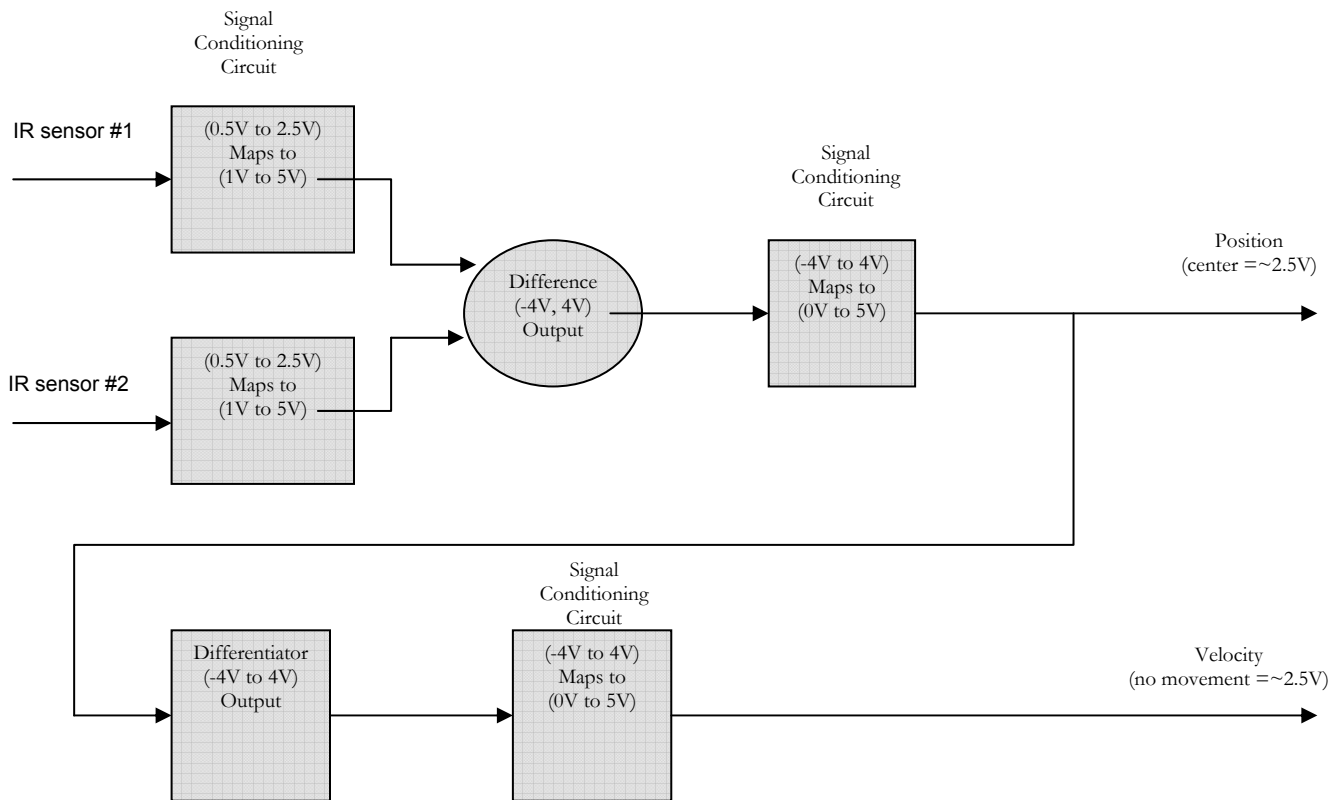 Signal
Conditioning
Circuit
IR sensor #1
(0.5V to 2.5V)
Maps to
(1V to 5V)
Signal
Conditioning
Circuit
Difference
(-4V, 4V)
Output
(-4V to 4V)
Maps to
(0V to 5V)
Position
(center =~2.5V)
IR sensor #2
(0.5V to 2.5V)
Maps to
(1V to 5V)
Signal
Conditioning
Circuit
Differentiator
(-4V to 4V)
Output
(-4V to 4V)
Maps to
(0V to 5V)
Velocity
(no movement =~2.5V)